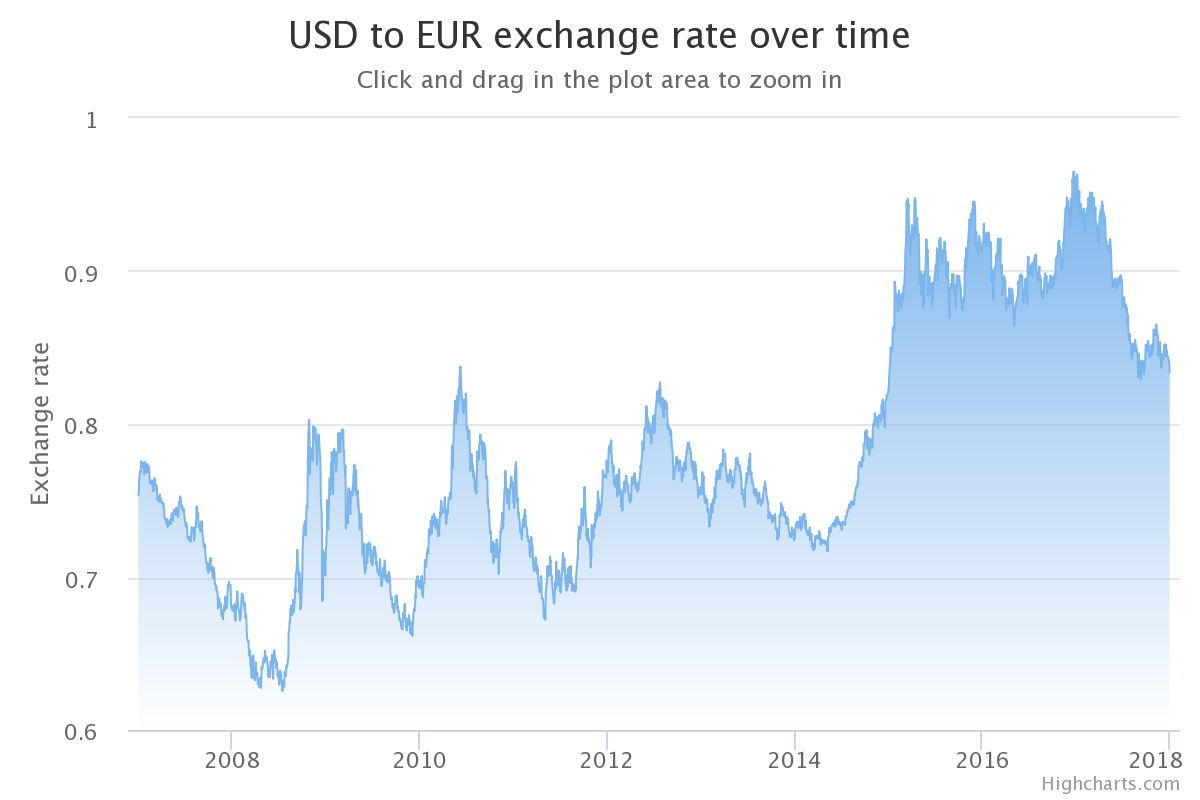 USD to EUR exchange rate over time
Click and drag in the plot area to zoom in
1
0.9
0.8
0.7
0.6
Exchange rate
2008 2010 2012 2014 2016 2018
Highcharts.com